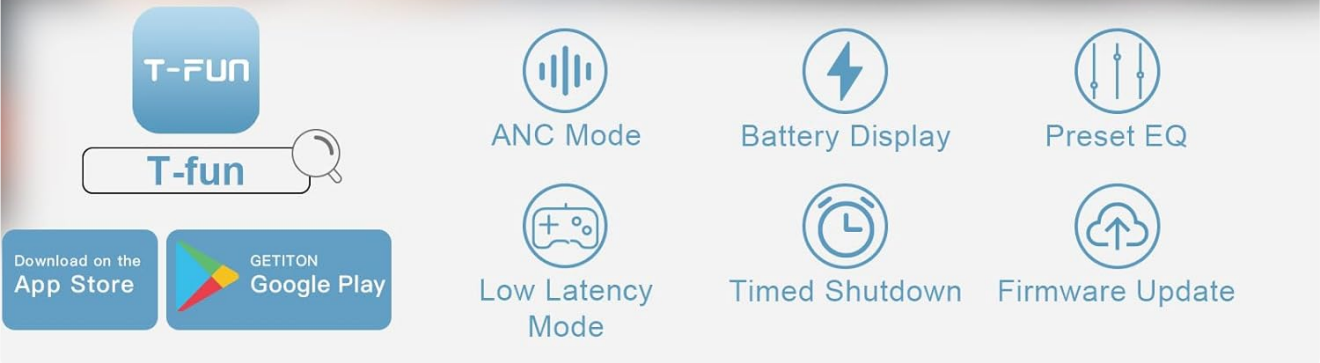 T-FUN
T-fun
Download on the
App Store
GETITON
Google Play
ANC Mode
Battery Display
Preset EQ
Low Latency
Mode
Timed Shutdown
Firmware Update